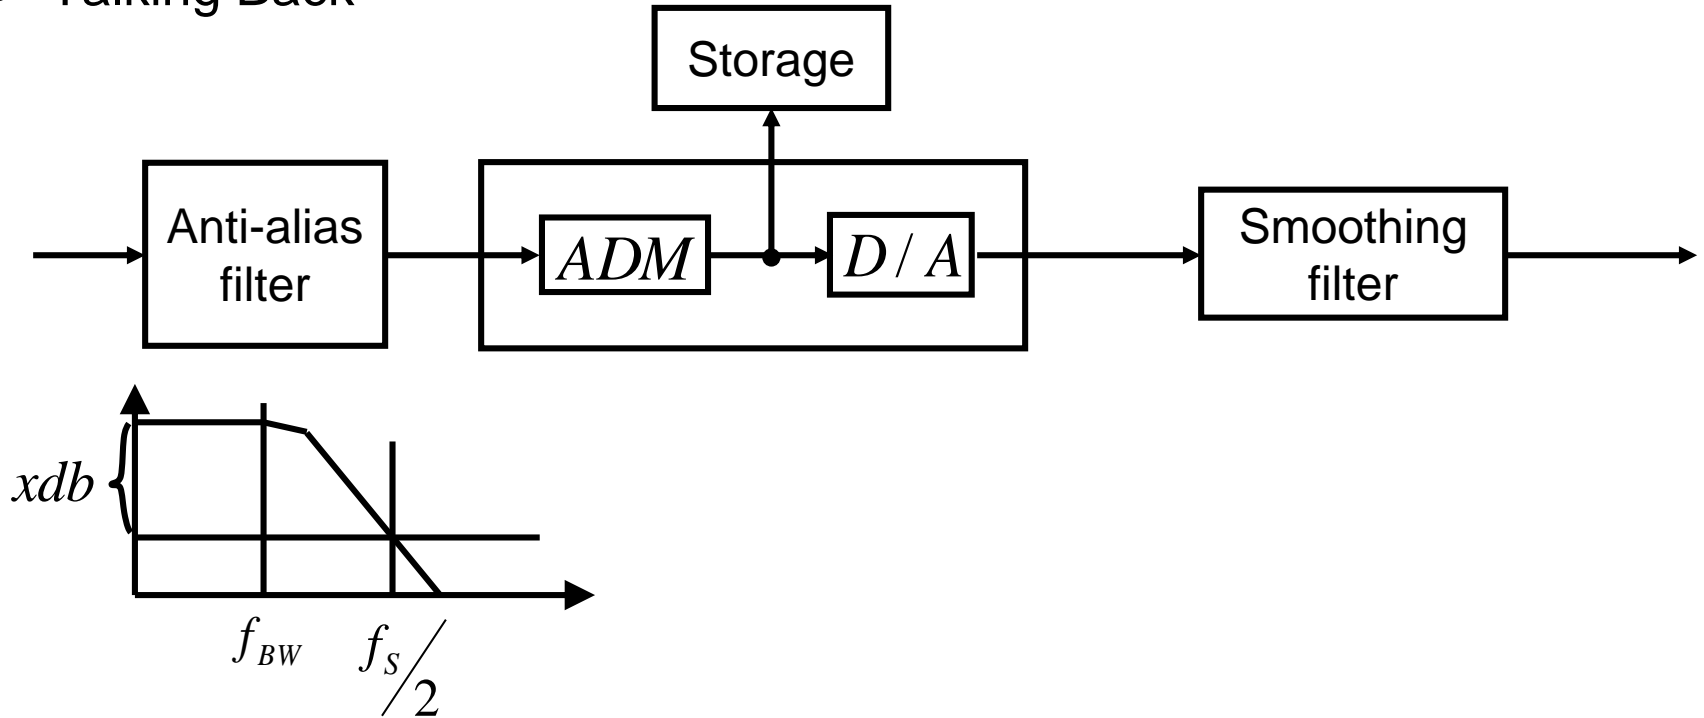 Talking Back
Storage
Anti-alias
filter
ADM
D / A
Smoothing
filter
xdb
f_BW
f_S/2